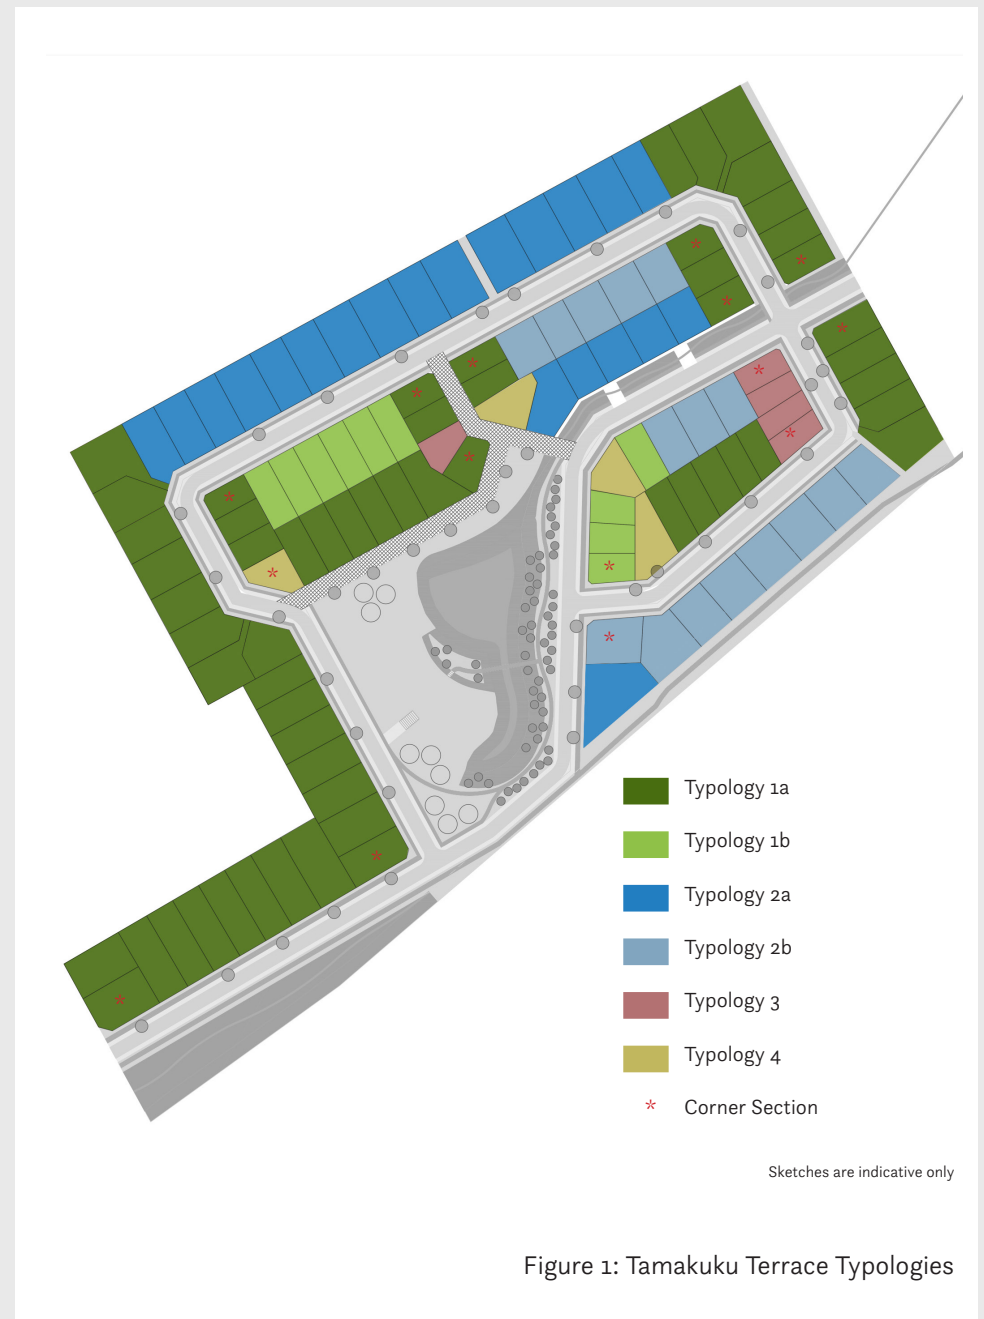 Typology 1a
Typology 1b
Typology 2a
Typology 2b
Typology 3
Typology 4
* Corner Section
Sketches are indicative only
Figure 1: Tamakuku Terrace Typologies